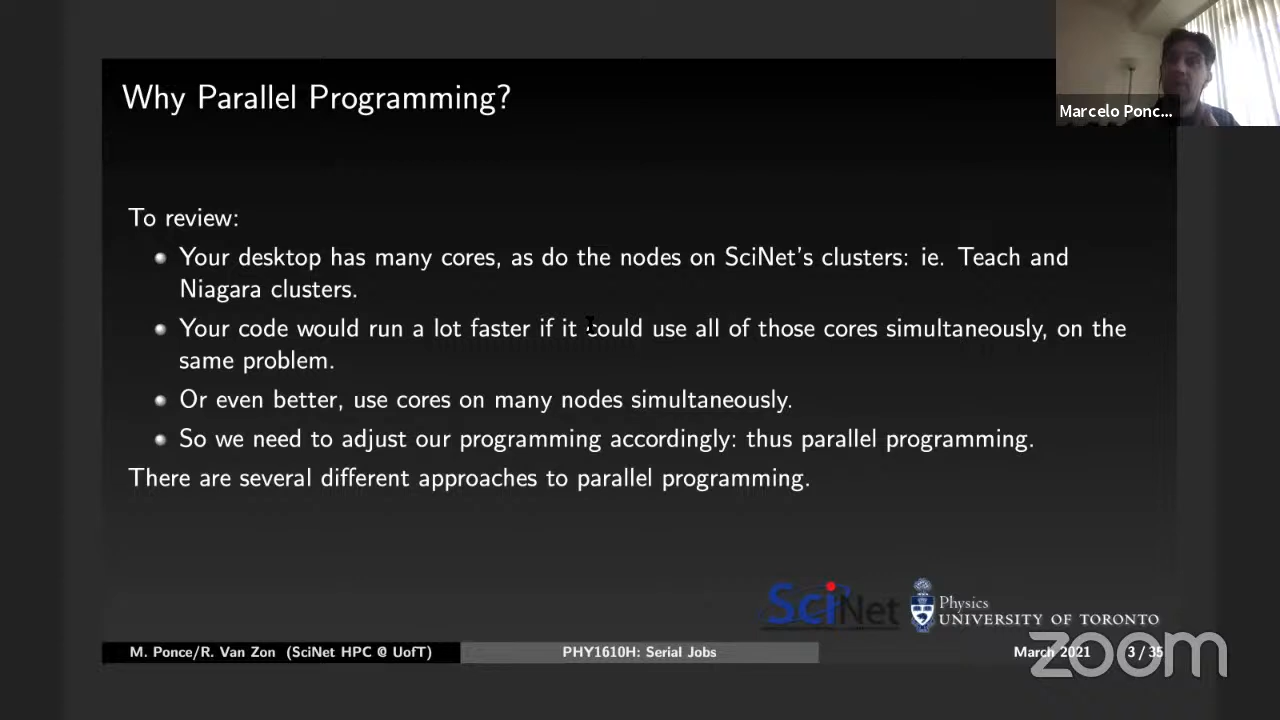 Why Parallel Programming?
Marcelo Ponc...
To review:
Your desktop has many cores, as do the nodes on SciNet's clusters: ie. Teach and
Niagara clusters.
Your code would run a lot faster if it could use all of those cores simultaneously, on the
same problem.
Or even better, use cores on many nodes simultaneously.
So we need to adjust our programming accordingly: thus parallel programming.
There are several different approaches to parallel programming.
SciNet
Physics
UNIVERSITY OF TORONTO
M. Ponce/R. Van Zon (SciNet HPC @ UofT)
PHY1610H: Serial Jobs
March 2021
3 / 35
zoom